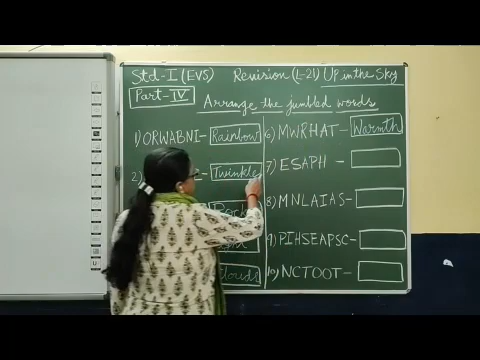 Std-I (EVS) Revision (L-21) Up in the Sky
Part-IV
Arrange the jumbled words
1) ORWABNI- Rainbow
2) - Twinkle
Clouds
6) MWRHAT- Warmth
7) ESAPH -
8) MNLAIAS-
9) PIHSEAPSC-
10) NCTOOT-